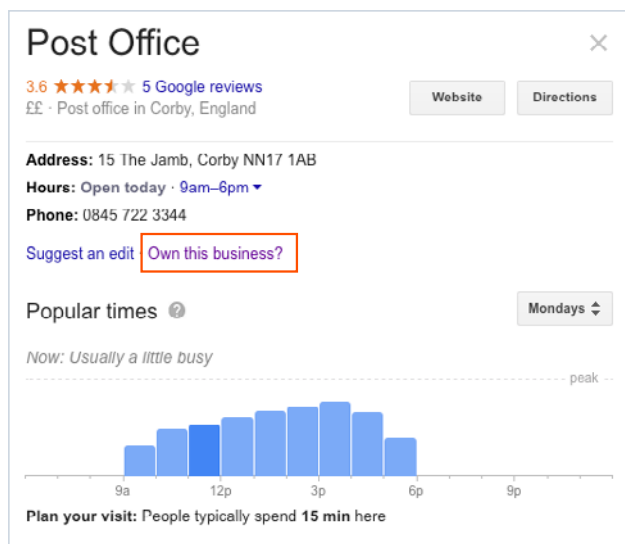 Post Office
3.6 ★★★★★ 5 Google reviews
££ · Post office in Corby, England
Website
Directions
Address: 15 The Jamb, Corby NN17 1AB
Hours: Open today · 9am–6pm
Phone: 0845 722 3344
Suggest an edit · Own this business?
Popular times ?
Mondays
Now: Usually a little busy
peak
9a 12p 3p 6p 9p
Plan your visit: People typically spend 15 min here